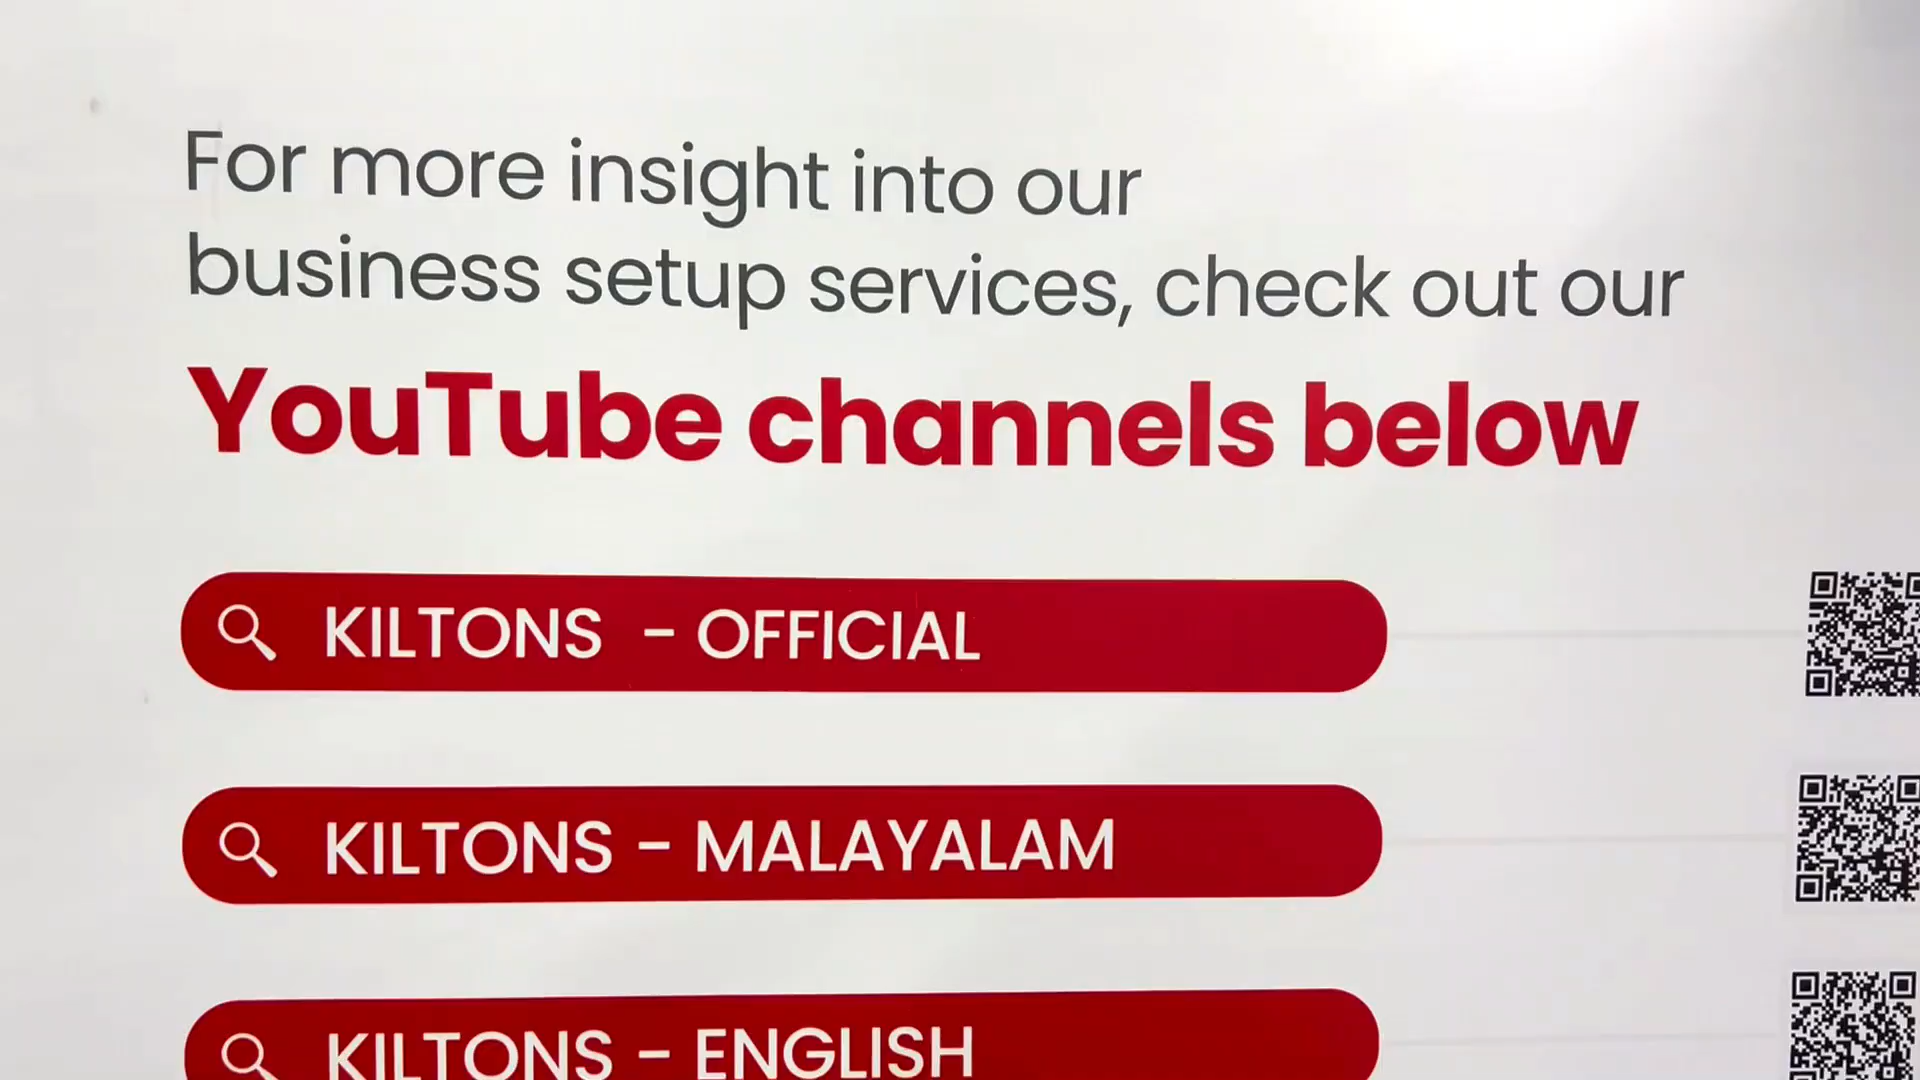 For more insight into our
business setup services, check out our
YouTube channels below
KILTONS - OFFICIAL
KILTONS - MALAYALAM
KILTONS - ENGLISH